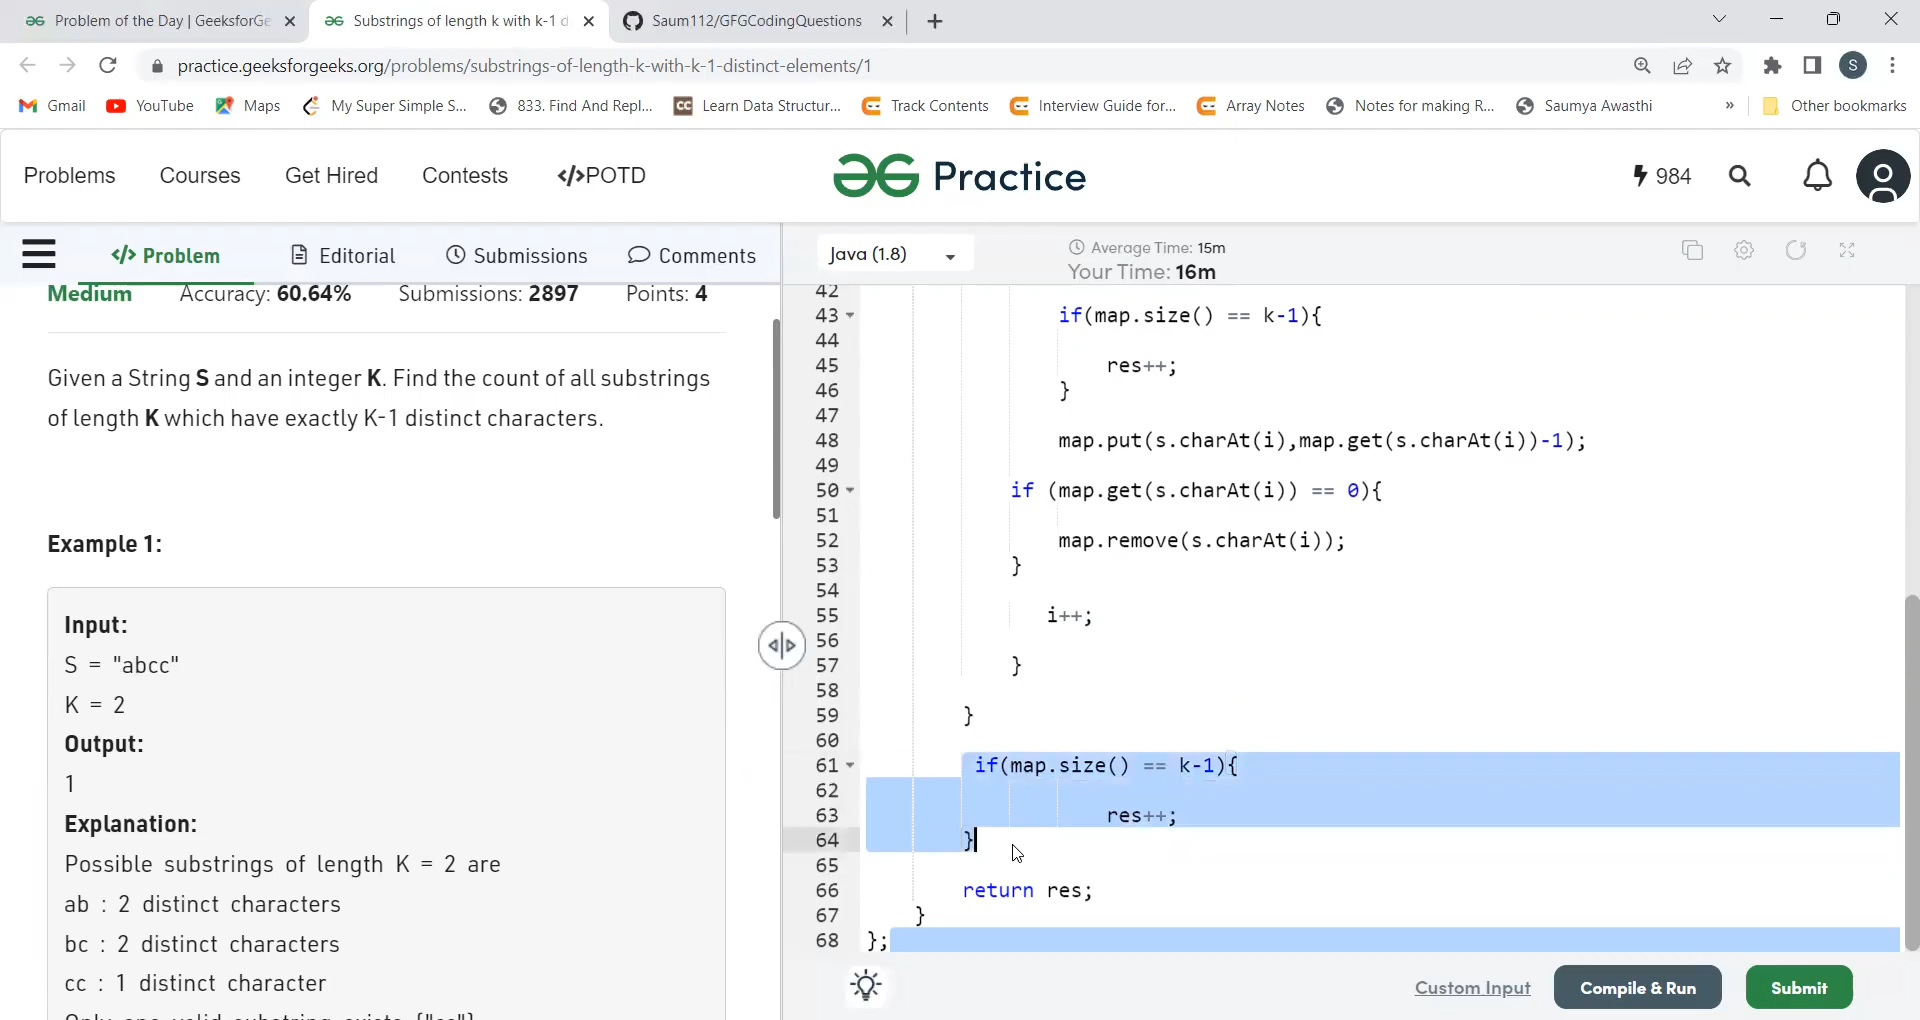 Problem of the Day | GeeksforGe
Substrings of length k with k-1 d
Saum112/GFGCodingQuestions
practice.geeksforgeeks.org/problems/substrings-of-length-k-with-k-1-distinct-elements/1
S
Gmail
YouTube
Maps
My Super Simple S...
833. Find And Repl...
Learn Data Structur...
Track Contents
Interview Guide for...
Array Notes
Notes for making R...
Saumya Awasthi
»
Other bookmarks
Problems
Courses
Get Hired
Contests
</>POTD
Practice
984
</> Problem
Editorial
Submissions
Comments
Java (1.8)
Average Time: 15m
Your Time: 16m
Medium Accuracy: 60.64% Submissions: 2897 Points: 4
Given a String S and an integer K. Find the count of all substrings
of length K which have exactly K-1 distinct characters.
Example 1:
Input:
S = "abcc"
K = 2
Output:
1
Explanation:
Possible substrings of length K = 2 are
ab : 2 distinct characters
bc : 2 distinct characters
cc : 1 distinct character
Only one valid substring exists {"cc"}
42
43 if(map.size() == k-1){
44
45 res++;
46 }
47
48 map.put(s.charAt(i),map.get(s.charAt(i))-1);
49
50 if (map.get(s.charAt(i)) == 0){
51
52 map.remove(s.charAt(i));
53 }
54
55 i++;
56
57 }
58
59 }
60
61 if(map.size() == k-1){
62
63 res++;
64 }
65
66 return res;
67 }
68 };
Custom Input
Compile & Run
Submit